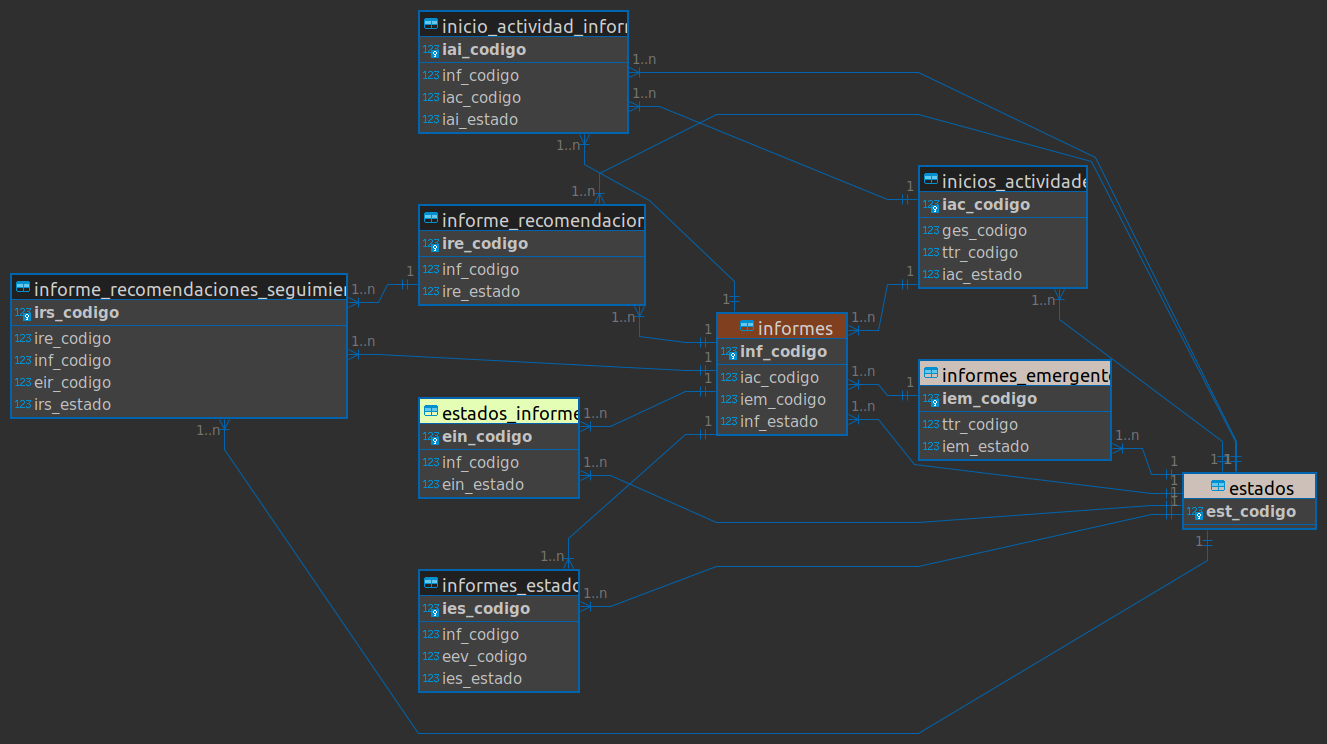 inicio_actividad_infor
123 iai_codigo
123 inf_codigo
123 iac_codigo
123 iai_estado
1..n
1..n
1..n
1..n
informe_recomendacion
123 ire_codigo
123 inf_codigo
123 ire_estado
1
1..n
inicios_actividade
123 iac_codigo
123 ges_codigo
123 ttr_codigo
123 iac_estado
1
1
1..n
informe_recomendaciones_seguimien
123 irs_codigo
123 ire_codigo
123 inf_codigo
123 eir_codigo
123 irs_estado
1..n
1..n
1..n
informes
123 inf_codigo
123 iac_codigo
123 iem_codigo
123 inf_estado
1
1
1
1
1
1..n
1..n
1..n
informes_emergente
123 iem_codigo
123 ttr_codigo
123 iem_estado
1
1..n
estados_informe
123 ein_codigo
123 inf_codigo
123 ein_estado
1..n
1..n
estados
123 est_codigo
1
1
1
1
1
1
1
1
informes_estado
123 ies_codigo
123 inf_codigo
123 eev_codigo
123 ies_estado
1..n
1..n